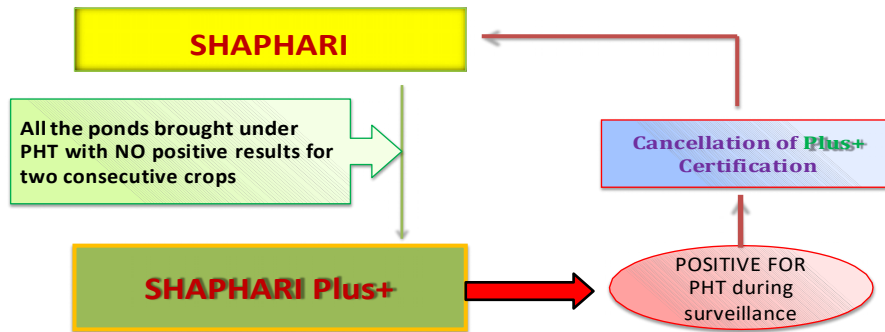 SHAPHARI
All the ponds brought under
PHT with NO positive results for
two consecutive crops
Cancellation of Plus+
Certification
SHAPHARI Plus+
POSITIVE FOR
PHT during
surveillance